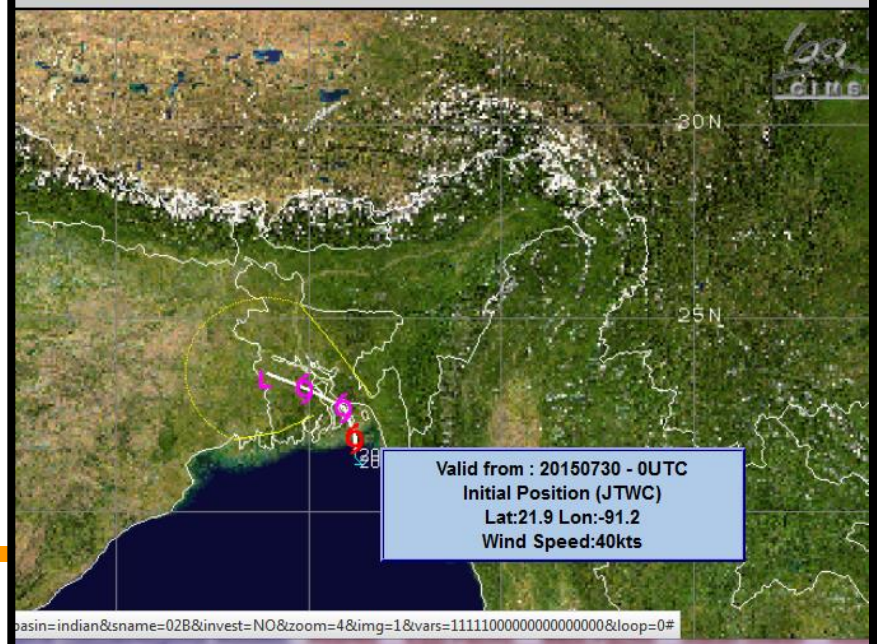 CIMS
30N
25N
L
Valid from : 20150730 - 0UTC
Initial Position (JTWC)
Lat:21.9 Lon:-91.2
Wind Speed:40kts
basin=indian&sname=02B&invest=NO&zoom=4&img=1&vars=11111000000000000000&loop=0#